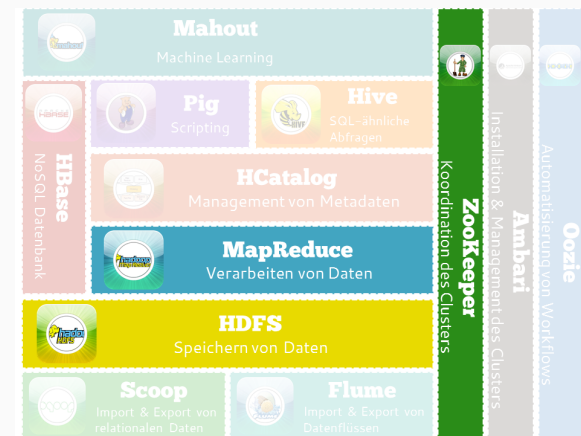 Mahout
Machine Learning
Pig
Scripting
Hive
SQL-ähnliche
Abfragen
HBase
NoSQL Datenbank
HCatalog
Management von Metadaten
MapReduce
Verarbeiten von Daten
HDFS
Speichern von Daten
Scoop
Import & Export von
relationalen Daten
Flume
Import & Export von
Datenflüssen
ZooKeeper
Koordination des Clusters
Ambari
Installation & Management des Clusters
Oozie
Automatisierung von Workflows